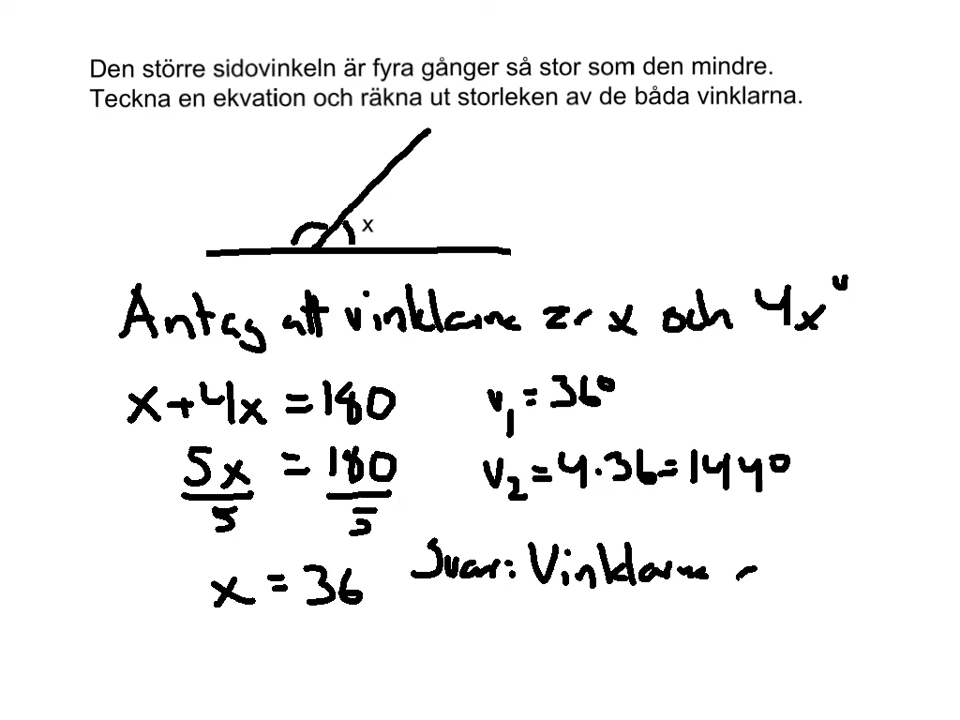 Den större sidovinkeln är fyra gånger så stor som den mindre.
Teckna en ekvation och räkna ut storleken av de båda vinklarna.
x
Antag att vinklarna är x och 4x
x+4x = 180
5x = 180
5 5
x = 36
v₁ = 36°
v₂ = 4·36 = 144°
Svar: Vinklarna